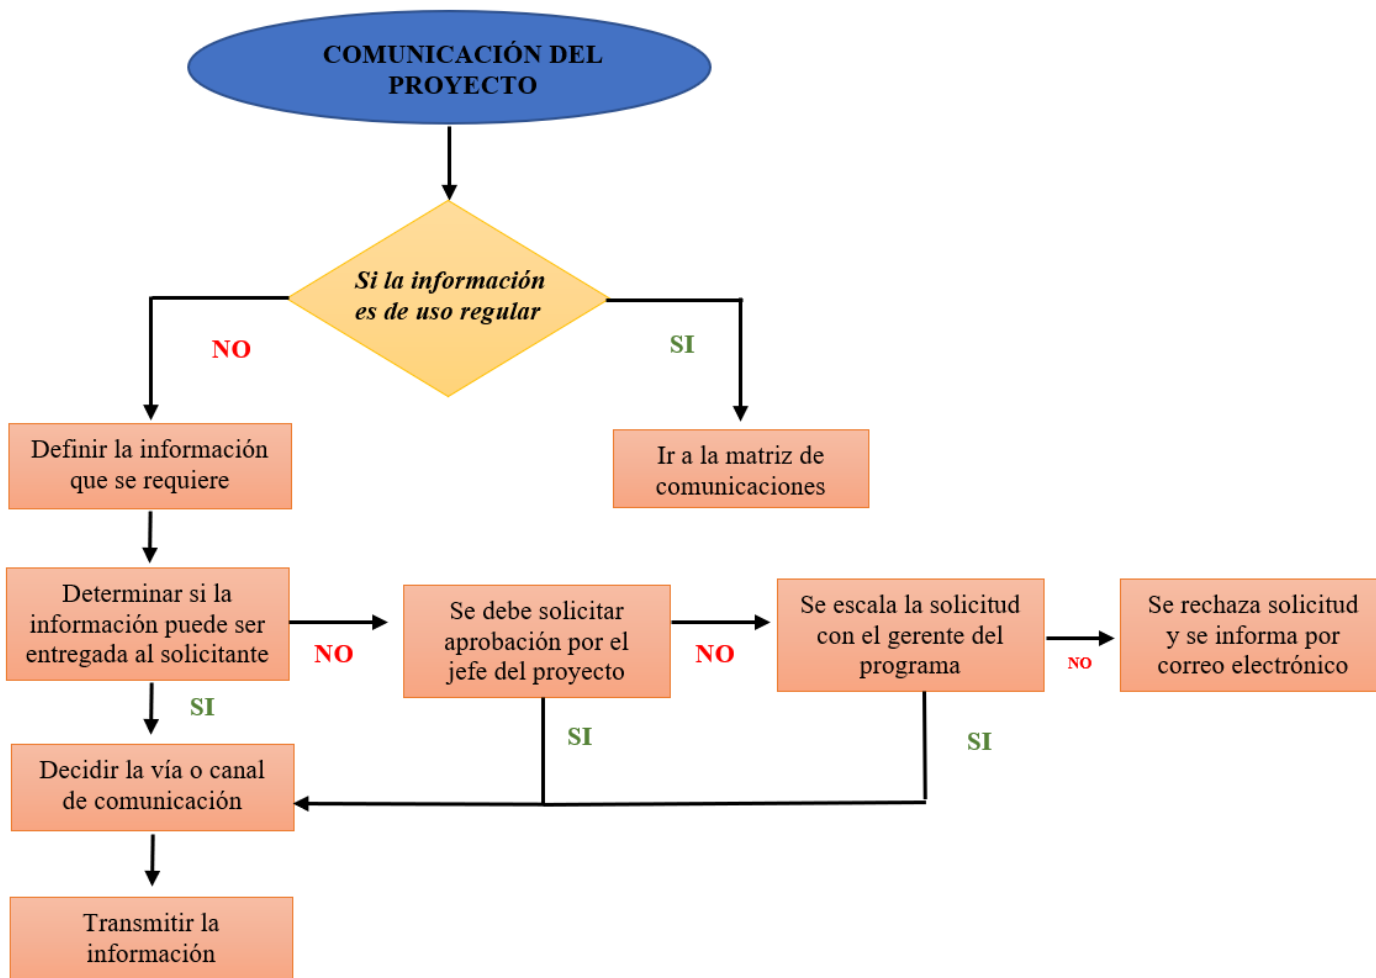 COMUNICACIÓN DEL
PROYECTO
Si la información
es de uso regular
NO
SI
Definir la información
que se requiere
Ir a la matriz de
comunicaciones
Determinar si la
información puede ser
entregada al solicitante
NO
Se debe solicitar
aprobación por el
jefe del proyecto
NO
Se escala la solicitud
con el gerente del
programa
NO
Se rechaza solicitud
y se informa por
correo electrónico
SI
SI
SI
Decidir la vía o canal
de comunicación
Transmitir la
información